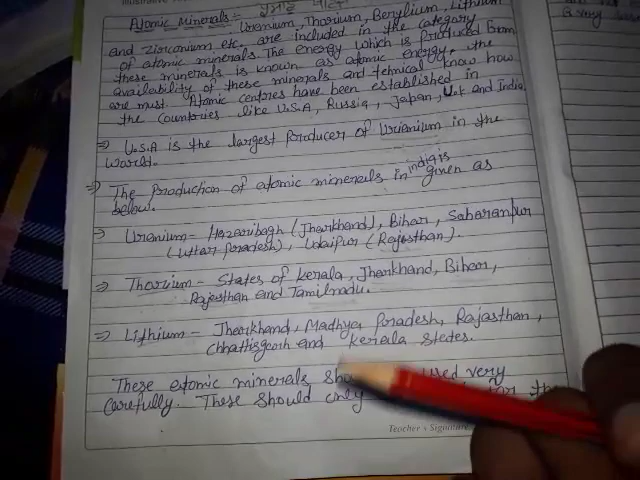 Atomic Minerals:-
Uranium, Thorium, Berylium, Lithium
and zirconium etc. are included in the category
of atomic minerals. The energy which is produced from
these minerals is known as atomic energy. the
availability of these minerals and tehnical know how
are must. Atomic centres have been established in
the Countries like U.S.A, Russia, Japan, U.K and India.
⇒ U.S.A is the largest Producer of Urianium in the
world.
⇒ The Production of atomic minerals in india is given as
below.
⇒ Uranium - Hazaribagh (Jharkhand), Bihar, Saharanpur
(Uttar Pradesh), Udaipur (Rajasthan).
⇒ Thorium - States of Kerala, Jharkhand, Bihar,
Rajasthan and Tamilnadu.
⇒ Lithium - Jharkhand, Madhya Pradesh, Rajasthan,
Chhattisgarh and Kerala states.
These atomic minerals used very
Carefully. These should only for the
Teacher's Signature